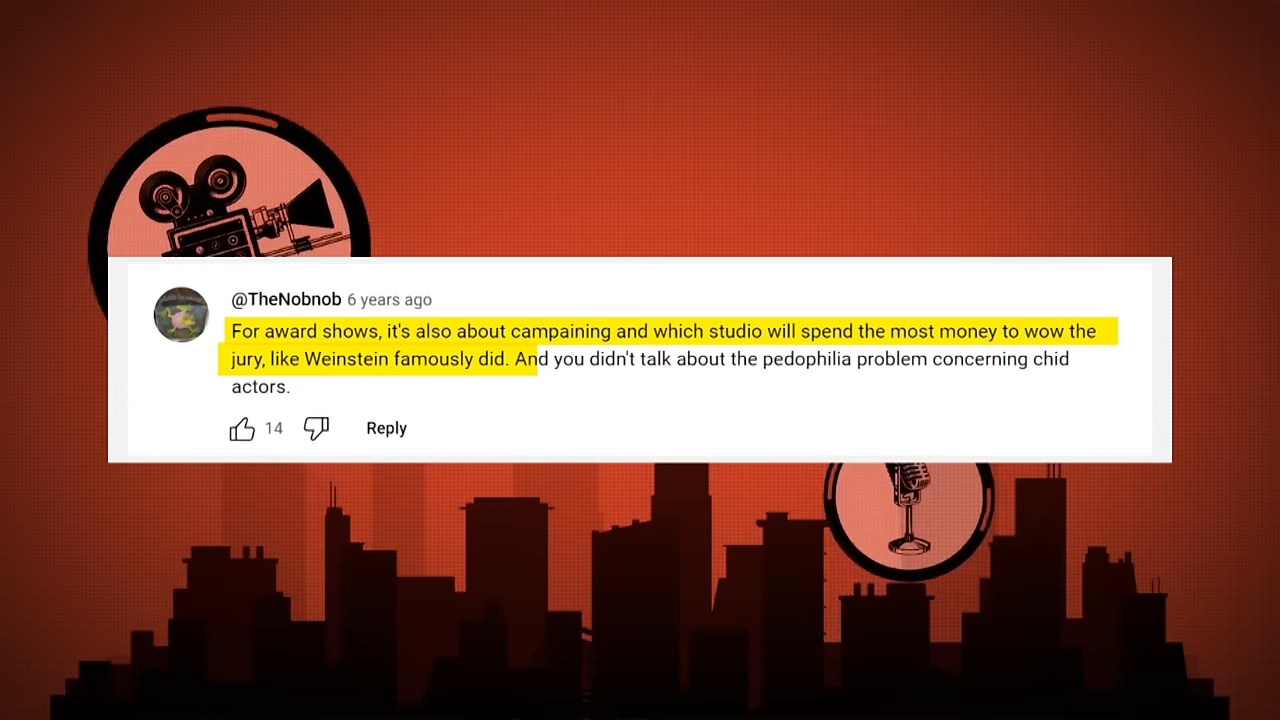 @TheNobnob 6 years ago
For award shows, it's also about campaining and which studio will spend the most money to wow the
jury, like Weinstein famously did. And you didn't talk about the pedophilia problem concerning chid
actors.
14 Reply